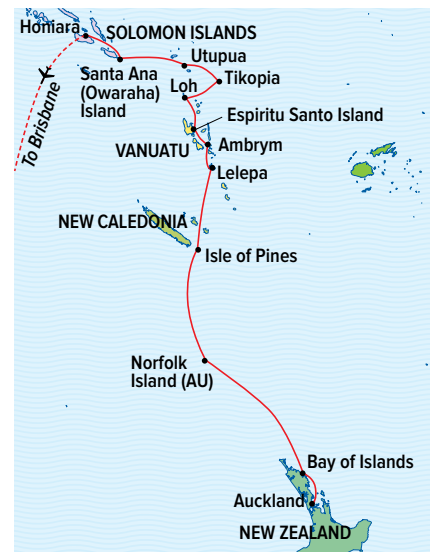 Honiara
SOLOMON ISLANDS
Utupua
Santa Ana
(Owaraha)
Island
Tikopia
Loh
To Brisbane
Espiritu Santo Island
VANUATU
Ambrym
Lelepa
NEW CALEDONIA
Isle of Pines
Norfolk
Island (AU)
Bay of Islands
Auckland
NEW ZEALAND